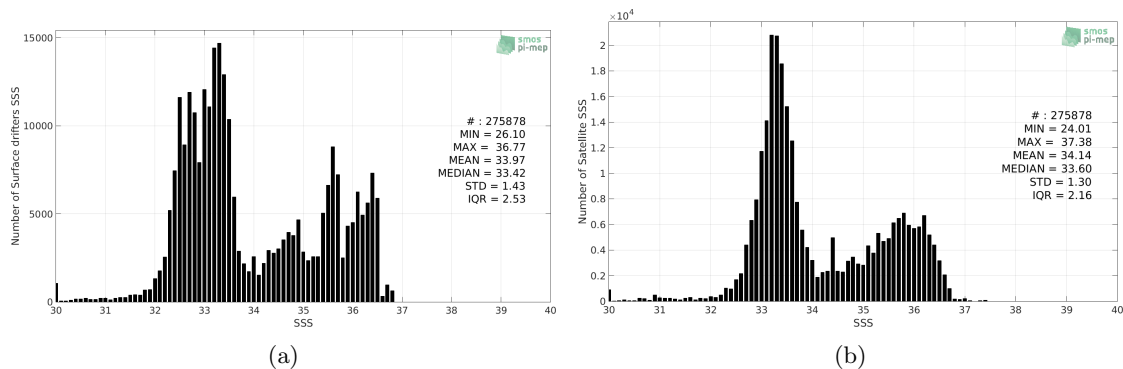 15000
10000
5000
0
30 31 32 33 34 35 36 37 38 39 40
SSS
Number of Surface drifters SSS
smos
pi-mep
# : 275878
MIN = 26.10
MAX = 36.77
MEAN = 33.97
MEDIAN = 33.42
STD = 1.43
IQR = 2.53
(a)
×10⁴
2
1.8
1.6
1.4
1.2
1
0.8
0.6
0.4
0.2
0
30 31 32 33 34 35 36 37 38 39 40
SSS
Number of Satellite SSS
smos
pi-mep
# : 275878
MIN = 24.01
MAX = 37.38
MEAN = 34.14
MEDIAN = 33.60
STD = 1.30
IQR = 2.16
(b)